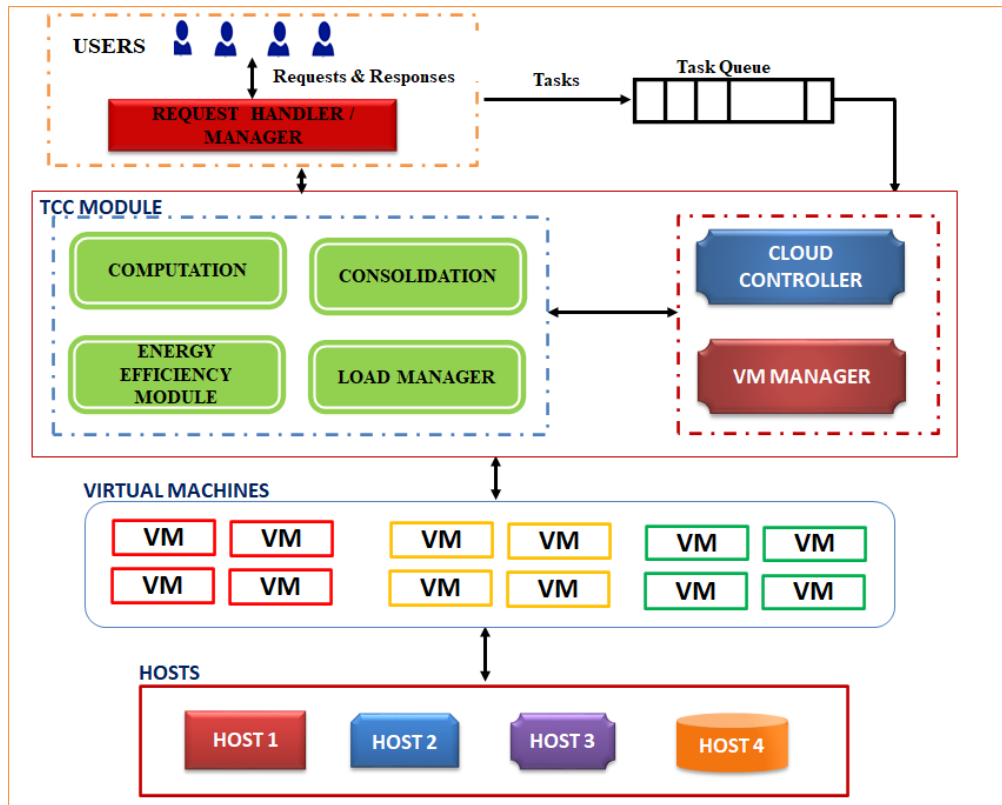 USERS
Requests & Responses
REQUEST HANDLER /
MANAGER
Tasks
Task Queue
TCC MODULE
COMPUTATION
CONSOLIDATION
ENERGY
EFFICIENCY
MODULE
LOAD MANAGER
CLOUD
CONTROLLER
VM MANAGER
VIRTUAL MACHINES
VM VM VM VM VM VM
VM VM VM VM VM VM
HOSTS
HOST 1 HOST 2 HOST 3 HOST 4